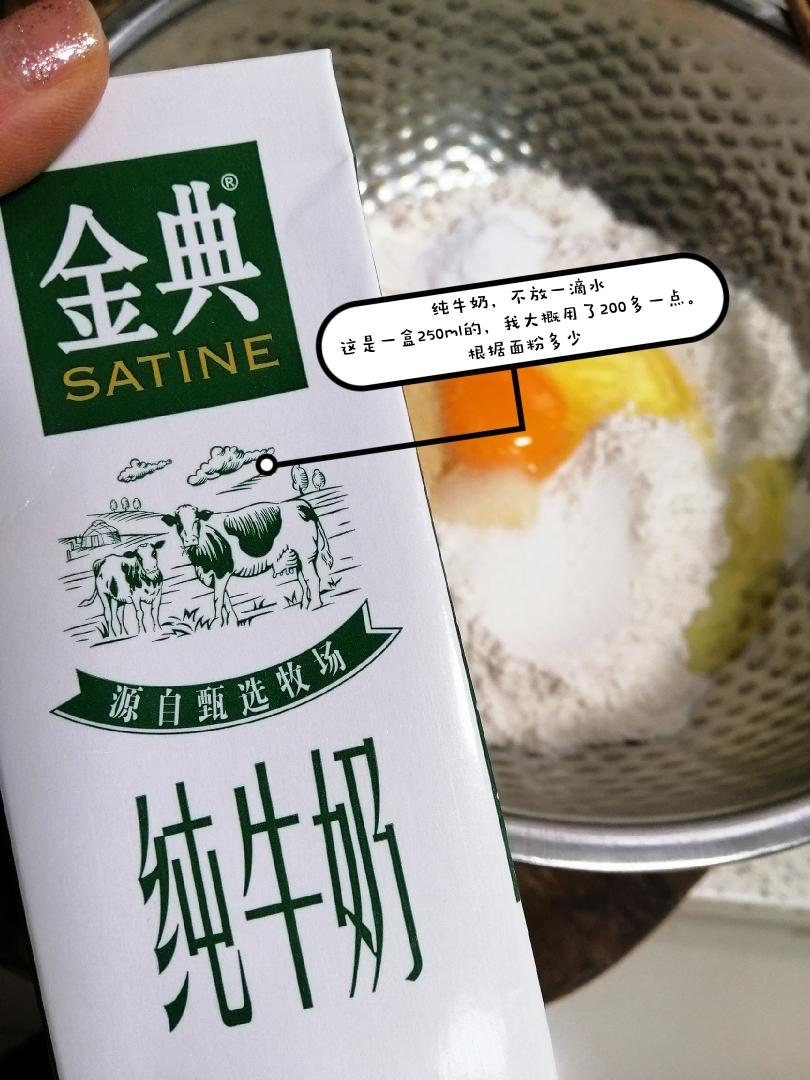 金典®
SATINE
纯牛奶，不放一滴水
这是一盒250ml的，我大概用了200多一点。
根据面粉多少
源自甄选牧场
纯牛奶